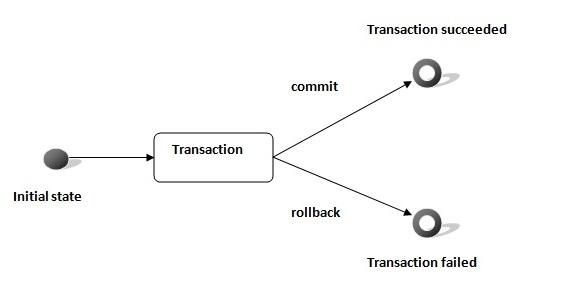 Transaction succeeded
commit
Transaction
Initial state
rollback
Transaction failed